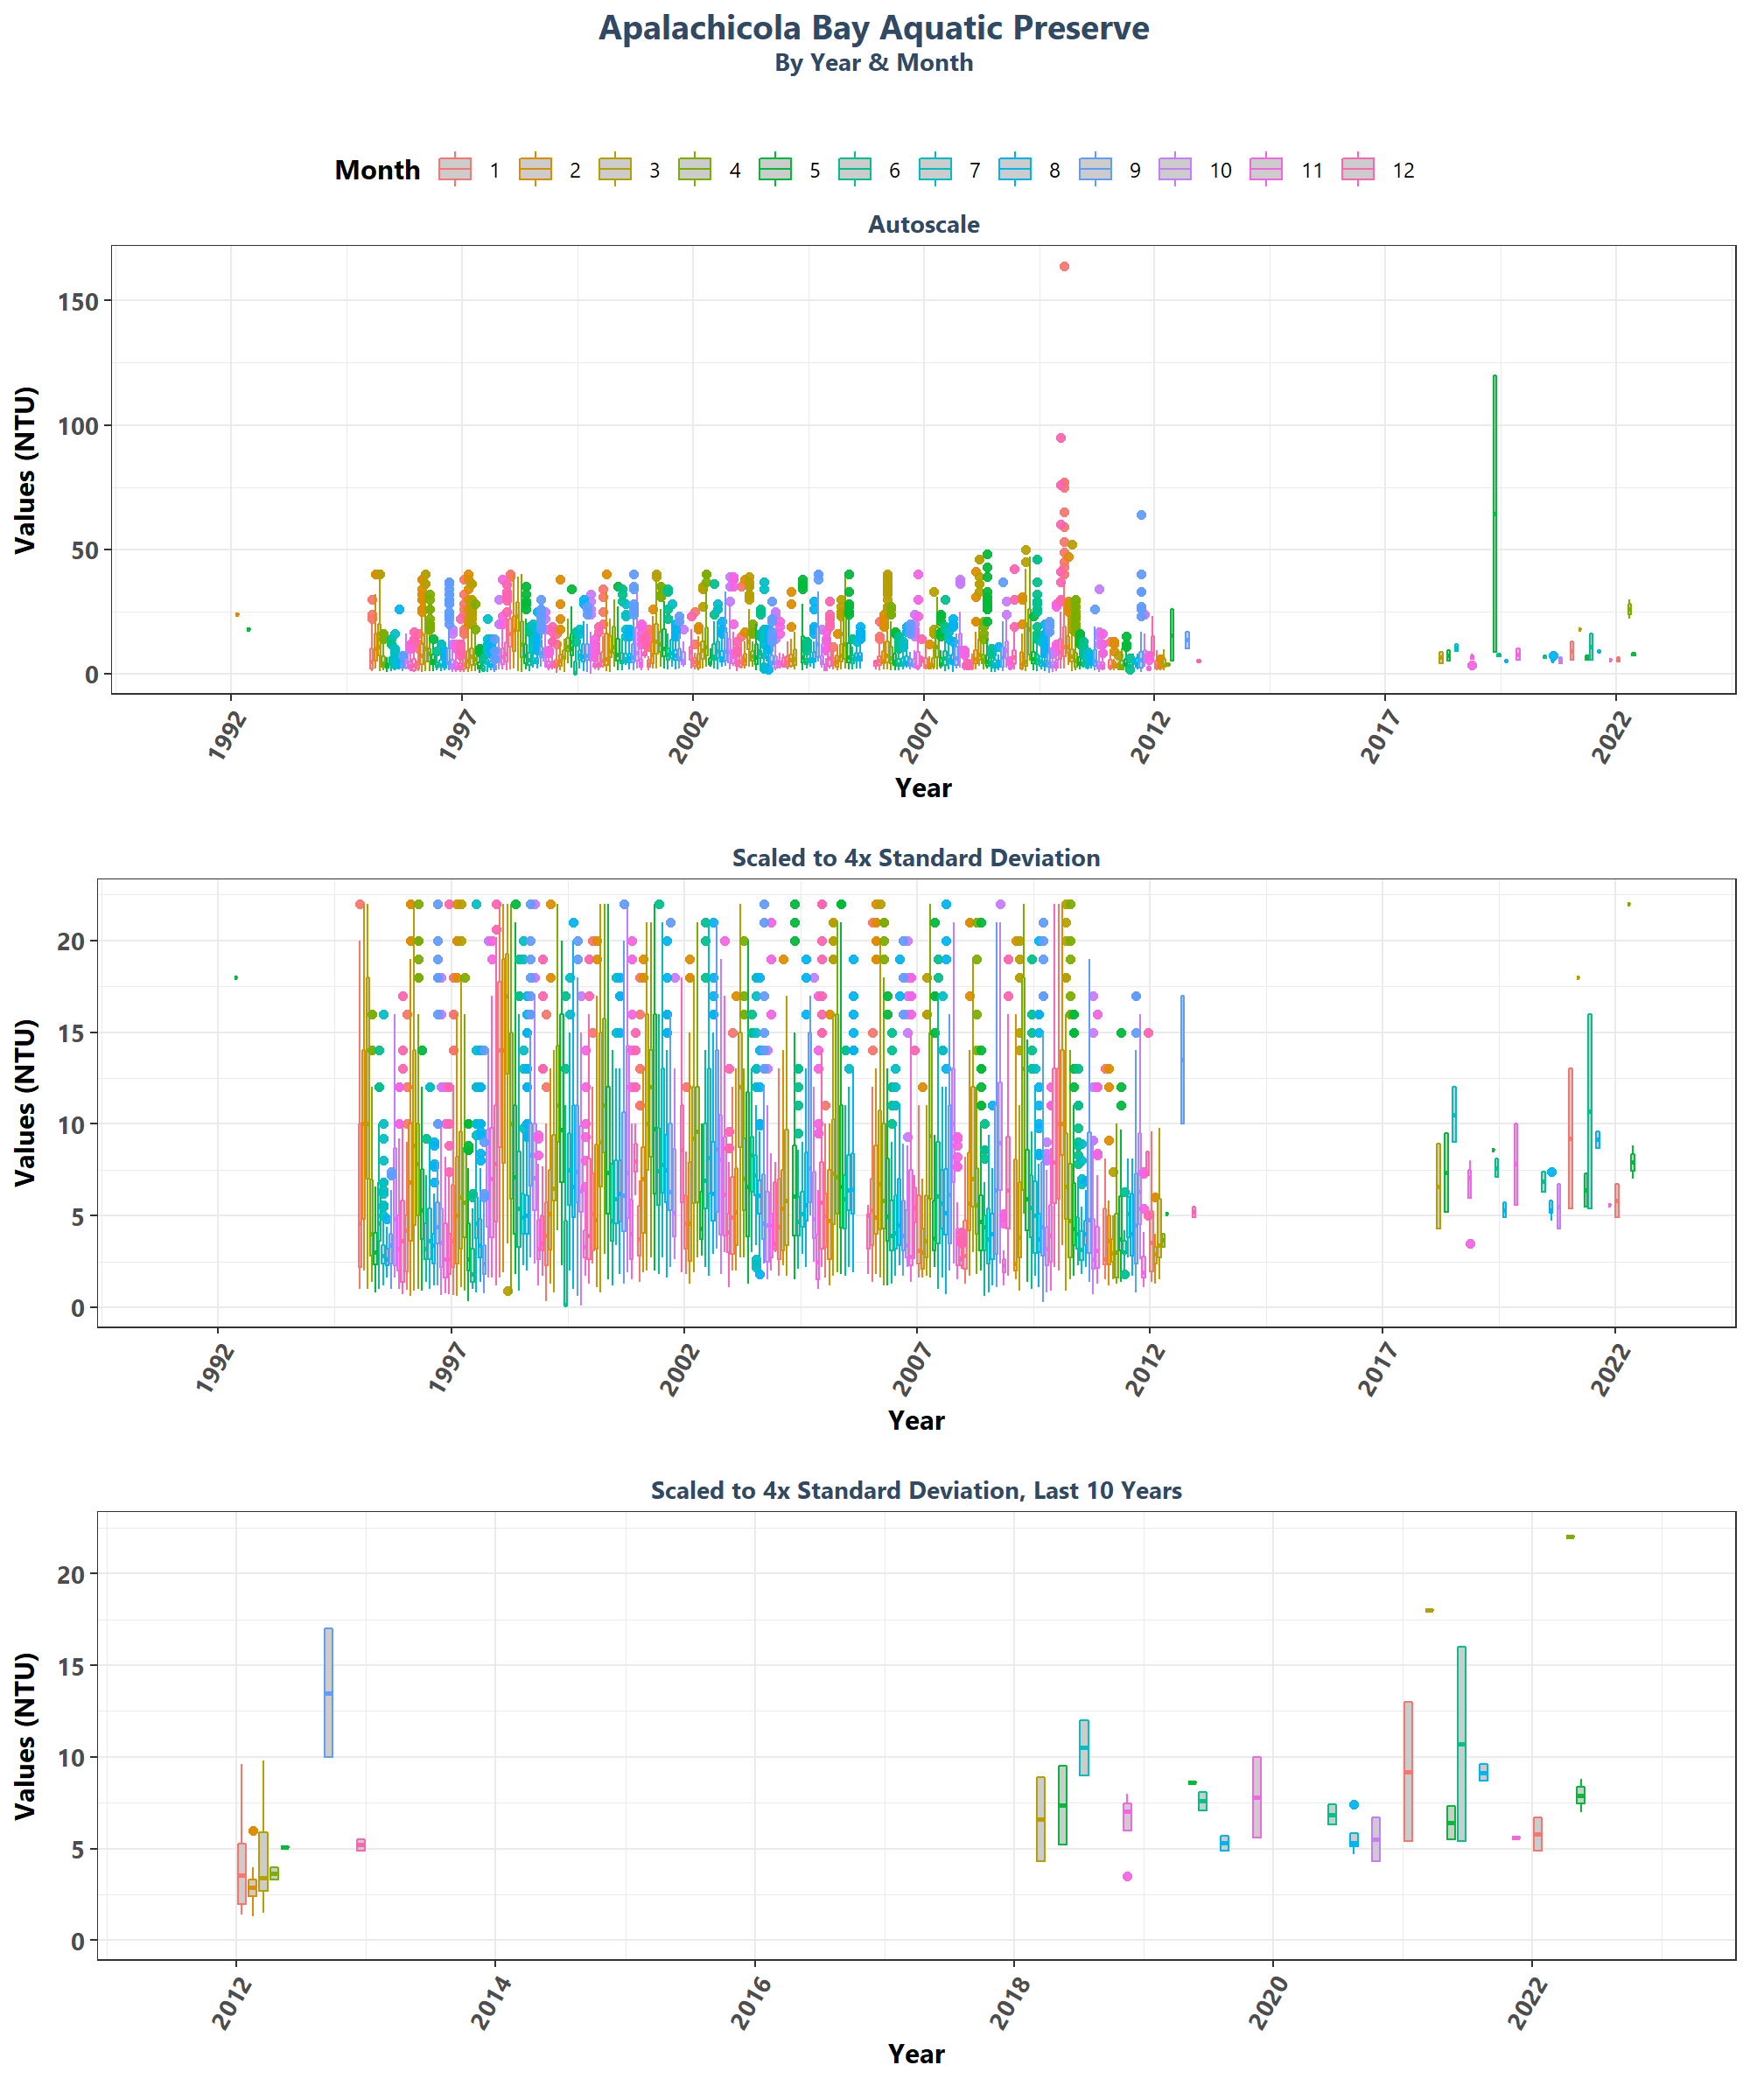 Apalachicola Bay Aquatic Preserve
By Year & Month
Month 1 2 3 4 5 6 7 8 9 10 11 12
Autoscale
Values (NTU)
150
100
50
0
1992 1997 2002 2007 2012 2017 2022
Year
Scaled to 4x Standard Deviation
Values (NTU)
20
15
10
5
0
1992 1997 2002 2007 2012 2017 2022
Year
Scaled to 4x Standard Deviation, Last 10 Years
Values (NTU)
20
15
10
5
0
2012 2014 2016 2018 2020 2022
Year